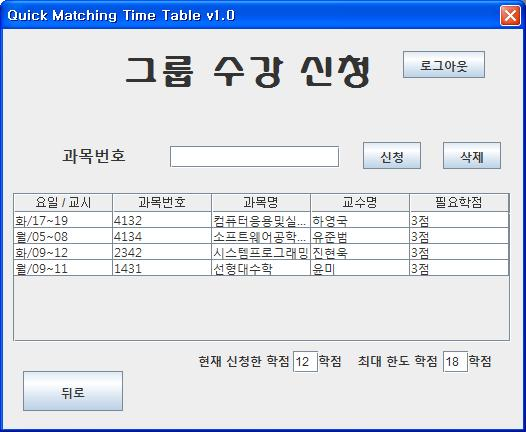 Quick Matching Time Table v1.0
그룹 수강 신청 로그아웃
과목번호 신청 삭제
요일 / 교시 과목번호 과목명 교수명 필요학점
화/17~19 4132 컴퓨터응용및실... 하영국 3점
월/05~08 4134 소프트웨어공학... 유준범 3점
화/09~12 2342 시스템프로그래밍 진현욱 3점
월/09~11 1431 선형대수학 윤미 3점
현재 신청한 학점 12 학점 최대 한도 학점 18 학점
뒤로